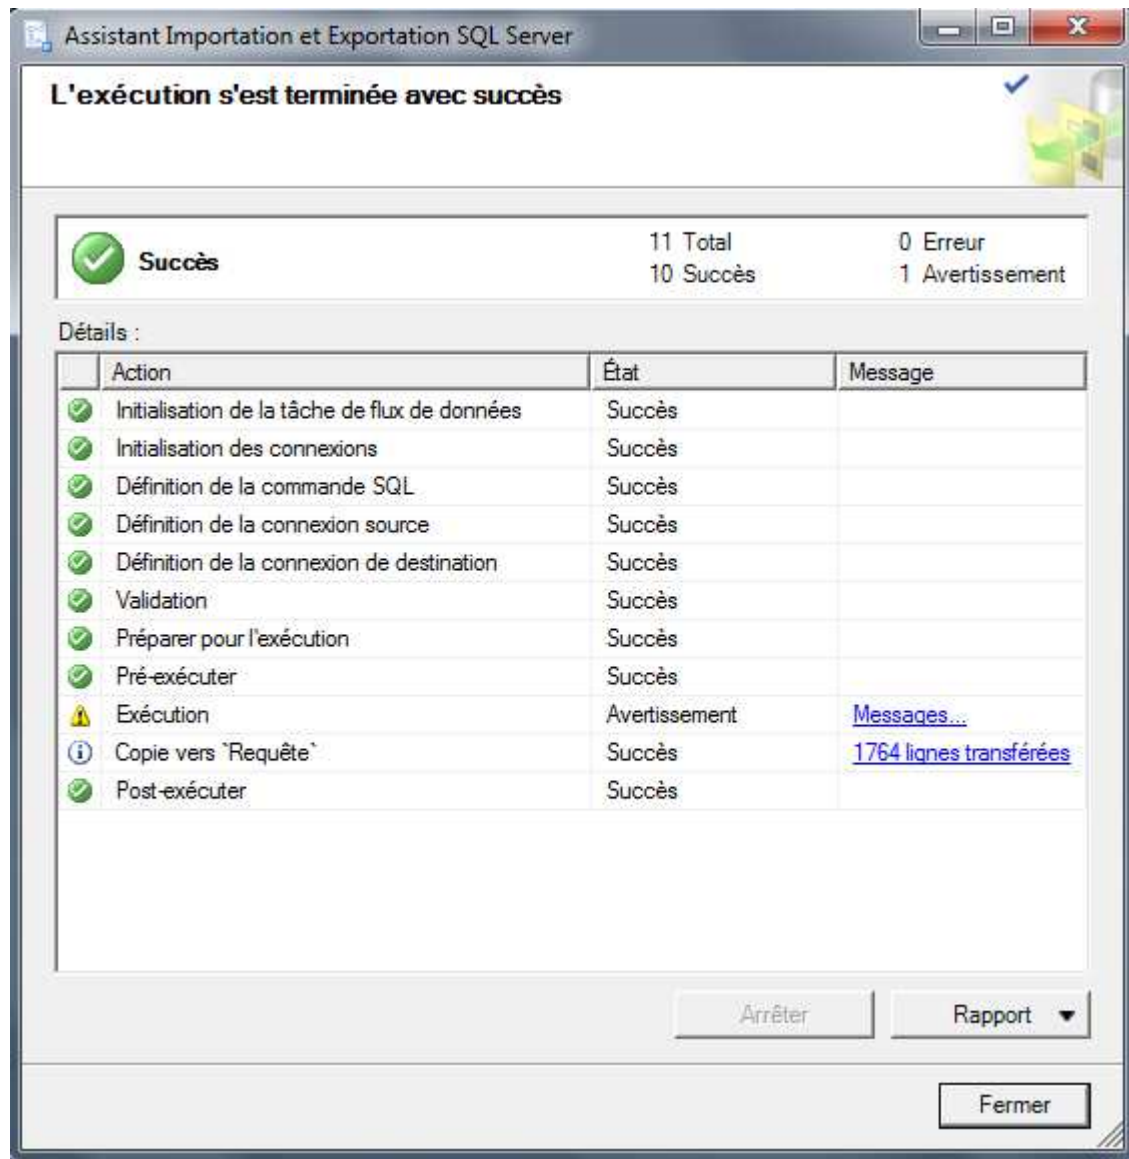 Assistant Importation et Exportation SQL Server
L'exécution s'est terminée avec succès
Succès
11 Total
0 Erreur
10 Succès
1 Avertissement
Détails :
Action État Message
Initialisation de la tâche de flux de données Succès
Initialisation des connexions Succès
Définition de la commande SQL Succès
Définition de la connexion source Succès
Définition de la connexion de destination Succès
Validation Succès
Préparer pour l'exécution Succès
Pré-exécuter Succès
Exécution Avertissement Messages...
Copie vers `Requête` Succès 1764 lignes transférées
Post-exécuter Succès
Arrêter Rapport
Fermer